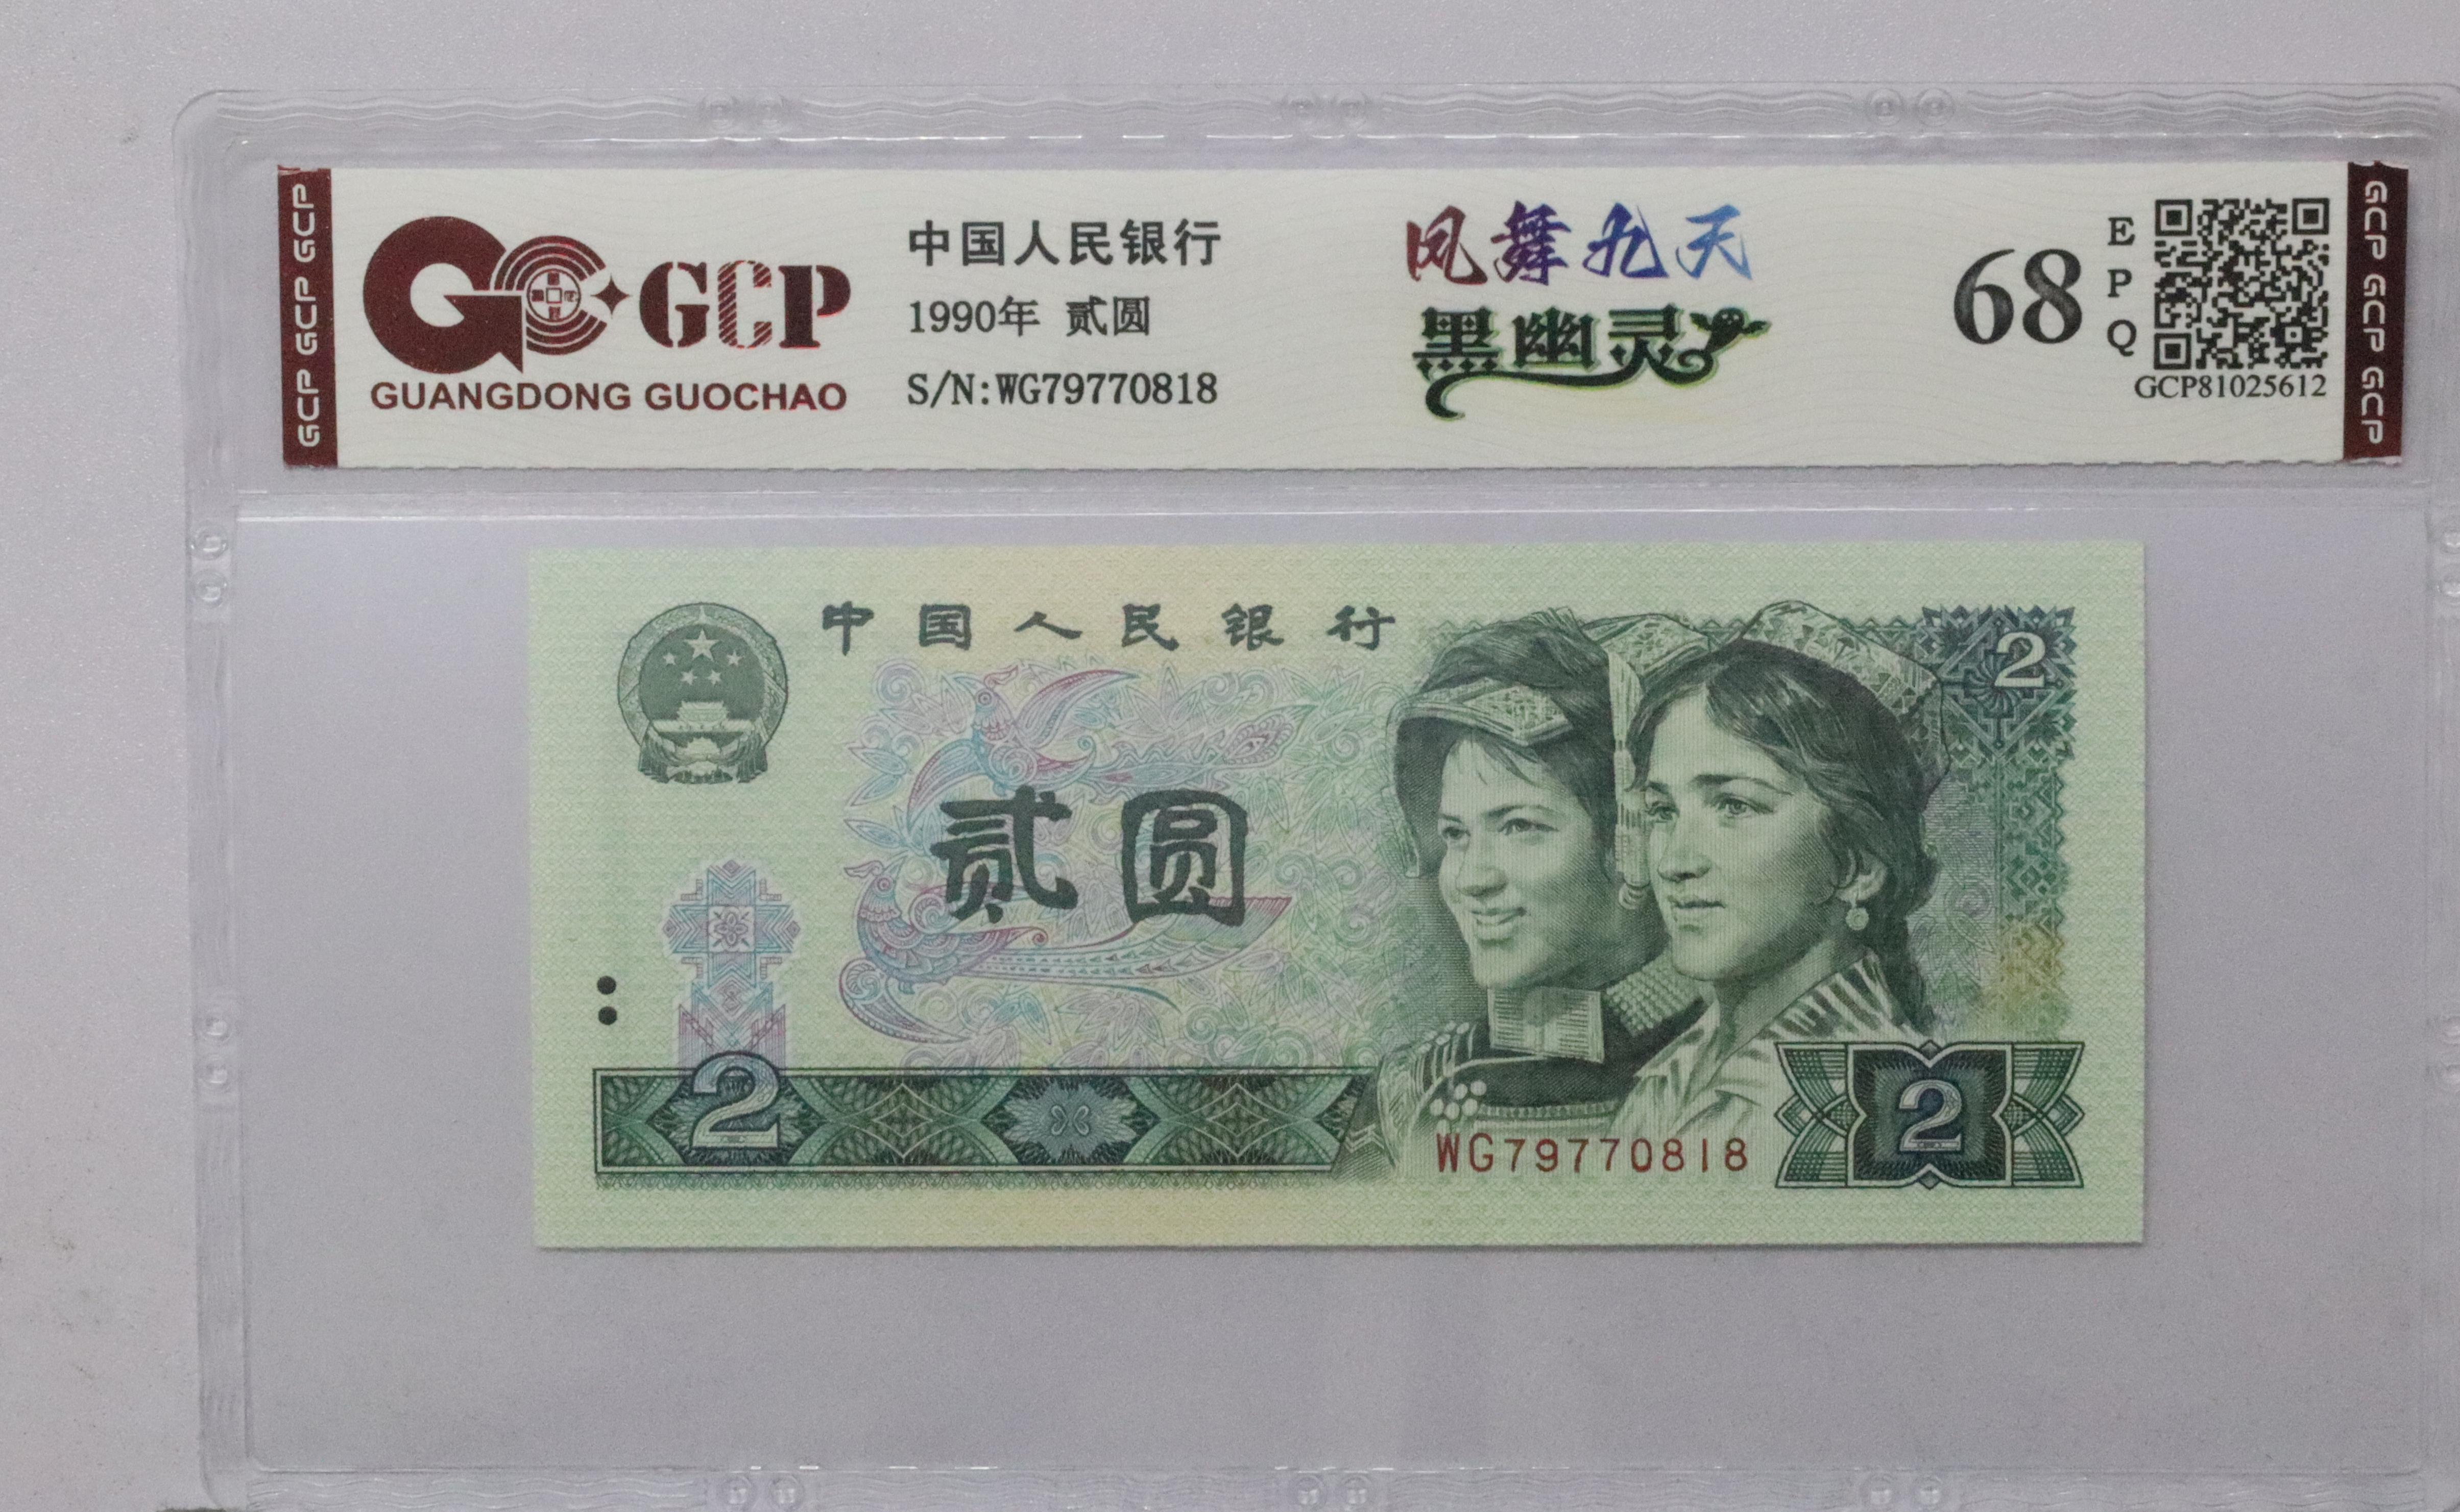 GCP GCP GCP
GCP
GUANGDONG GUOCHAO
中国人民银行
1990年 贰圆
S/N:WG79770818
凤舞九天
黑幽灵
68
E
P
Q
GCP81025612
GCP GCP GCP
中国人民银行
2
贰圆
2
WG79770818
2